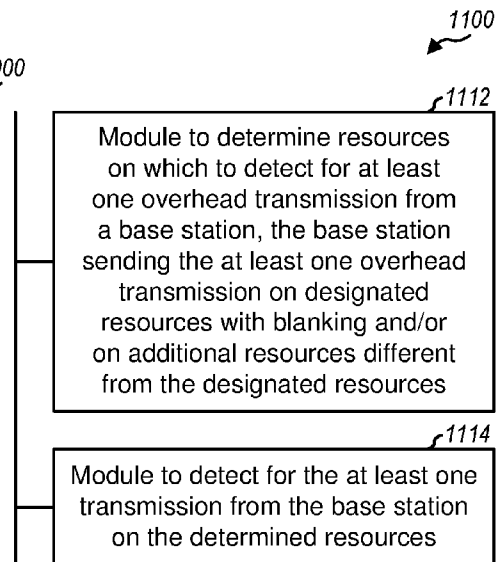 1100
1112
Module to determine resources
on which to detect for at least
one overhead transmission from
a base station, the base station
sending the at least one overhead
transmission on designated
resources with blanking and/or
on additional resources different
from the designated resources
1114
Module to detect for the at least one
transmission from the base station
on the determined resources